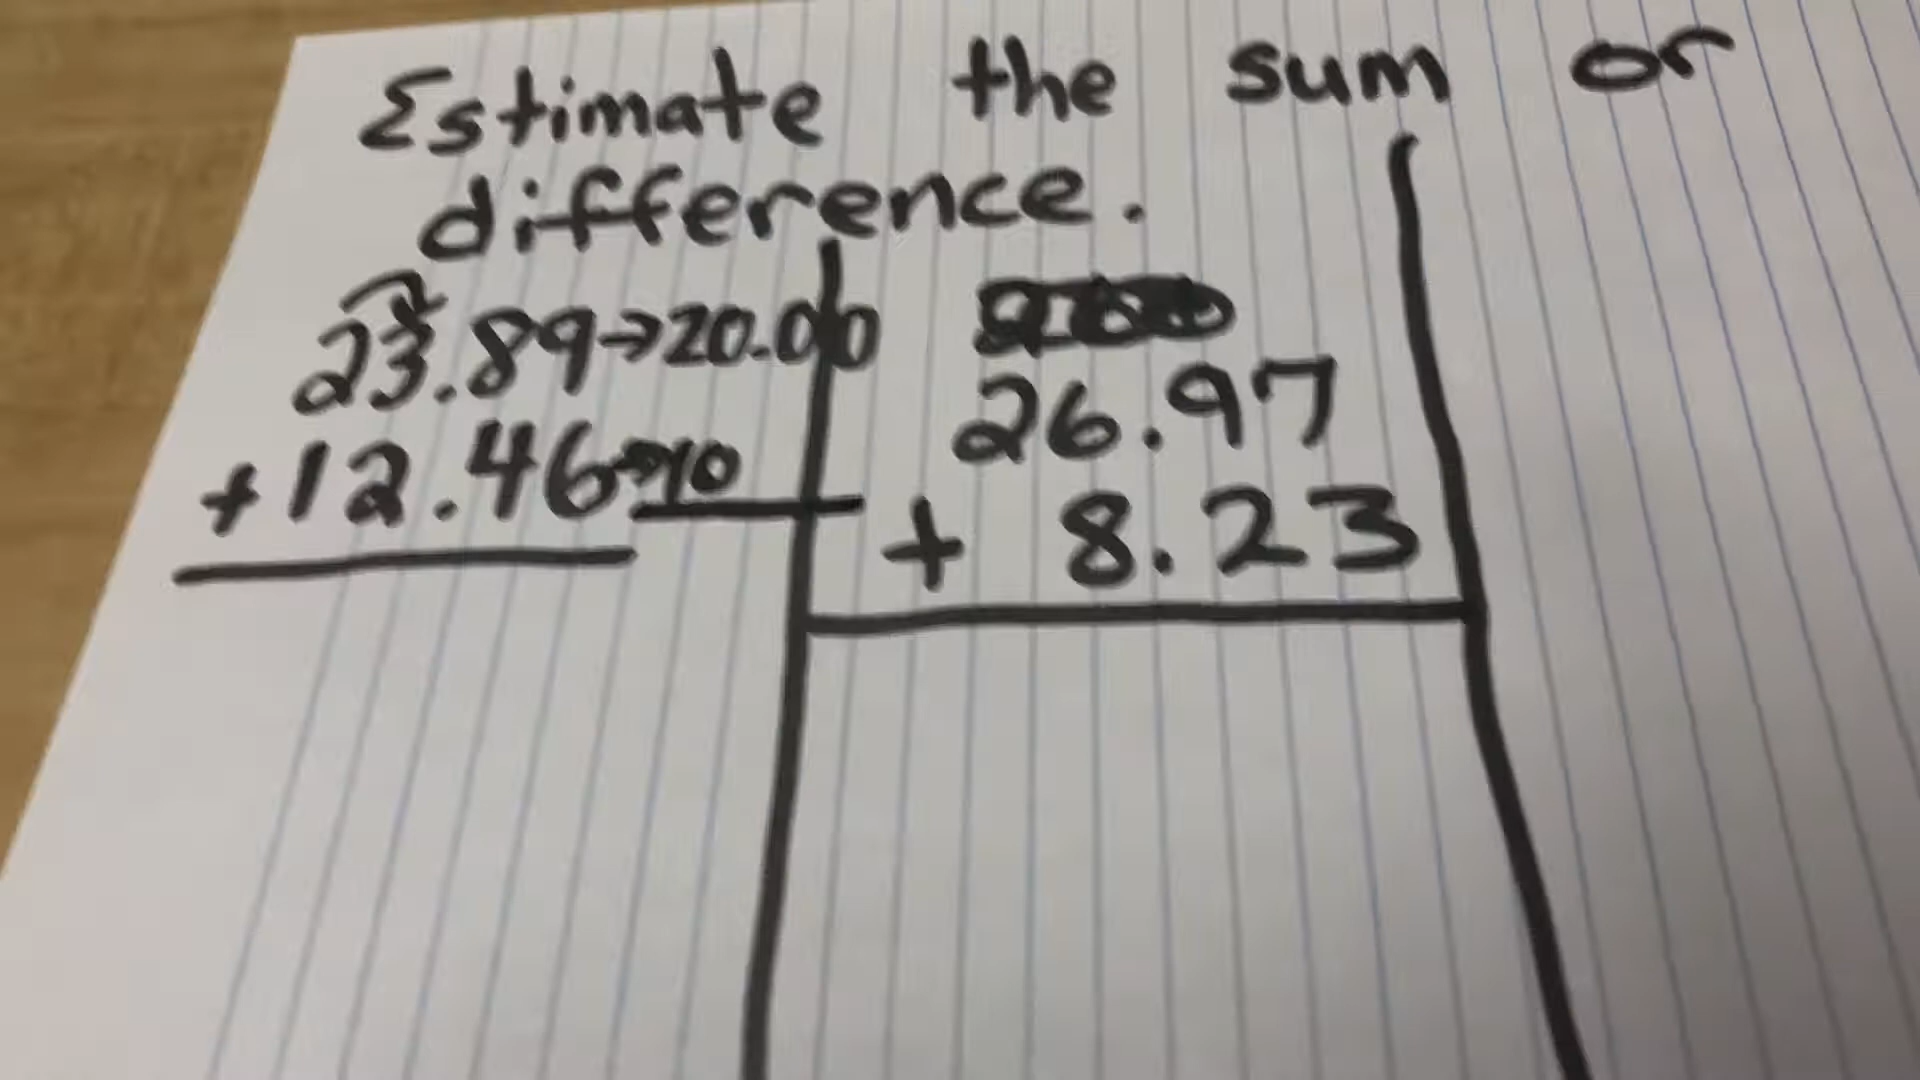 Estimate the sum or
difference.
23.89→20.00
+12.46→10
26.97
+ 8.23